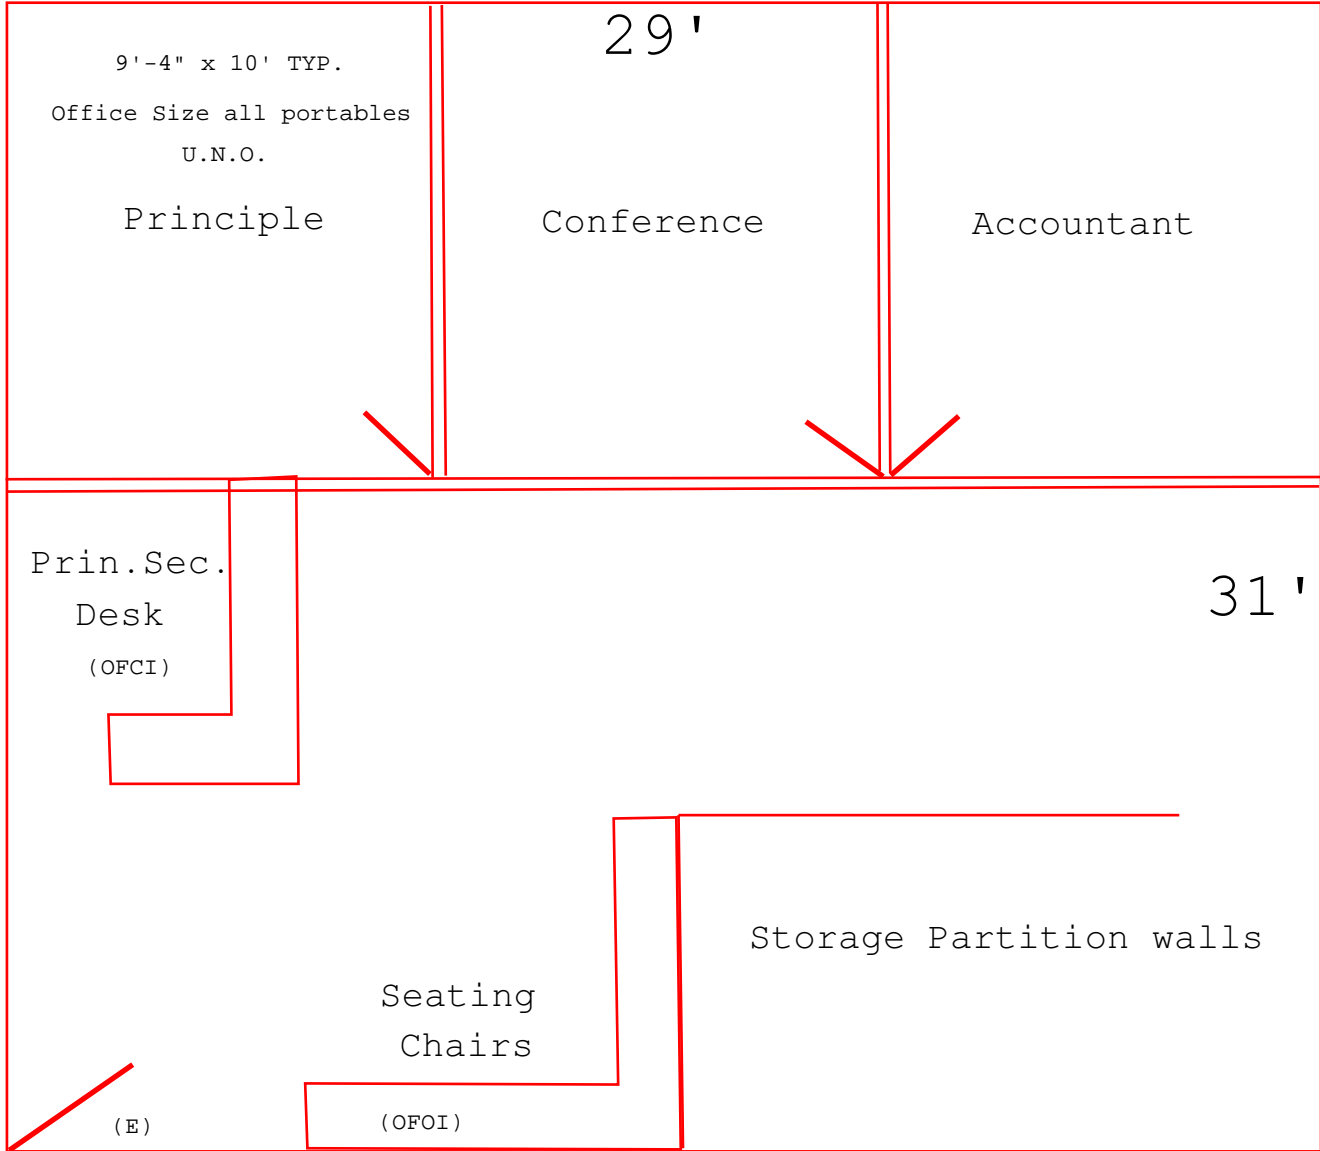 29'
9'-4" x 10' TYP.
Office Size all portables
U.N.O.
Principle
Conference
Accountant
Prin.Sec.
Desk
(OFCI)
31'
Storage Partition walls
Seating
Chairs
(E)
(OFOI)